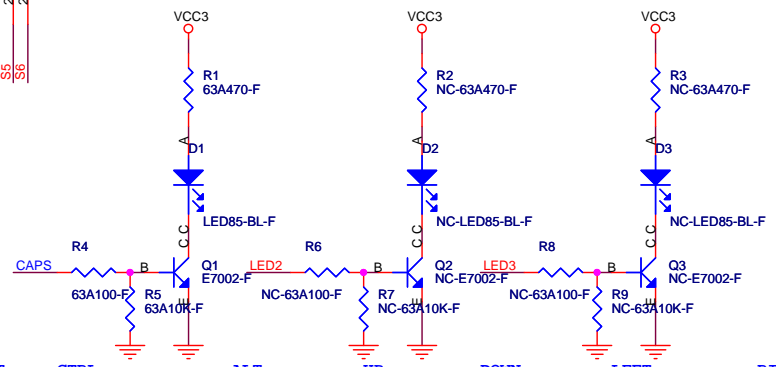 VCC3 VCC3 VCC3
R1 R2 R3
63A470-F NC-63A470-F NC-63A470-F
A A A
D1 D2 D3
LED85-BL-F NC-LED85-BL-F NC-LED85-BL-F
S5
S6
C C C C C C
R4 R6 R8
CAPS B Q1 LED2 B Q2 LED3 B Q3
E7002-F NC-E7002-F NC-E7002-F
63A100-F R5 E NC-63A100-F R7 E NC-63A100-F R9 E
63A10K-F NC-63A10K-F NC-63A10K-F